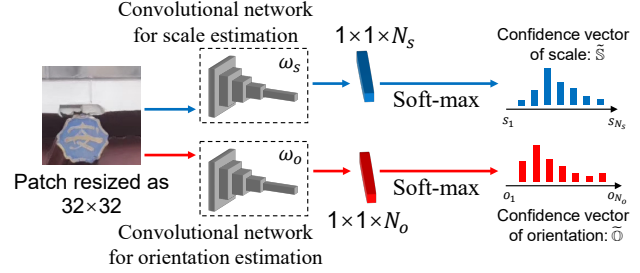 Convolutional network
for scale estimation
ω_s
1×1×N_s
Soft-max
Confidence vector
of scale: 𝕊̃
s_1
s_{N_s}
Patch resized as
32×32
ω_o
1×1×N_o
Soft-max
o_1
o_{N_o}
Confidence vector
of orientation: 𝕆̃
Convolutional network
for orientation estimation